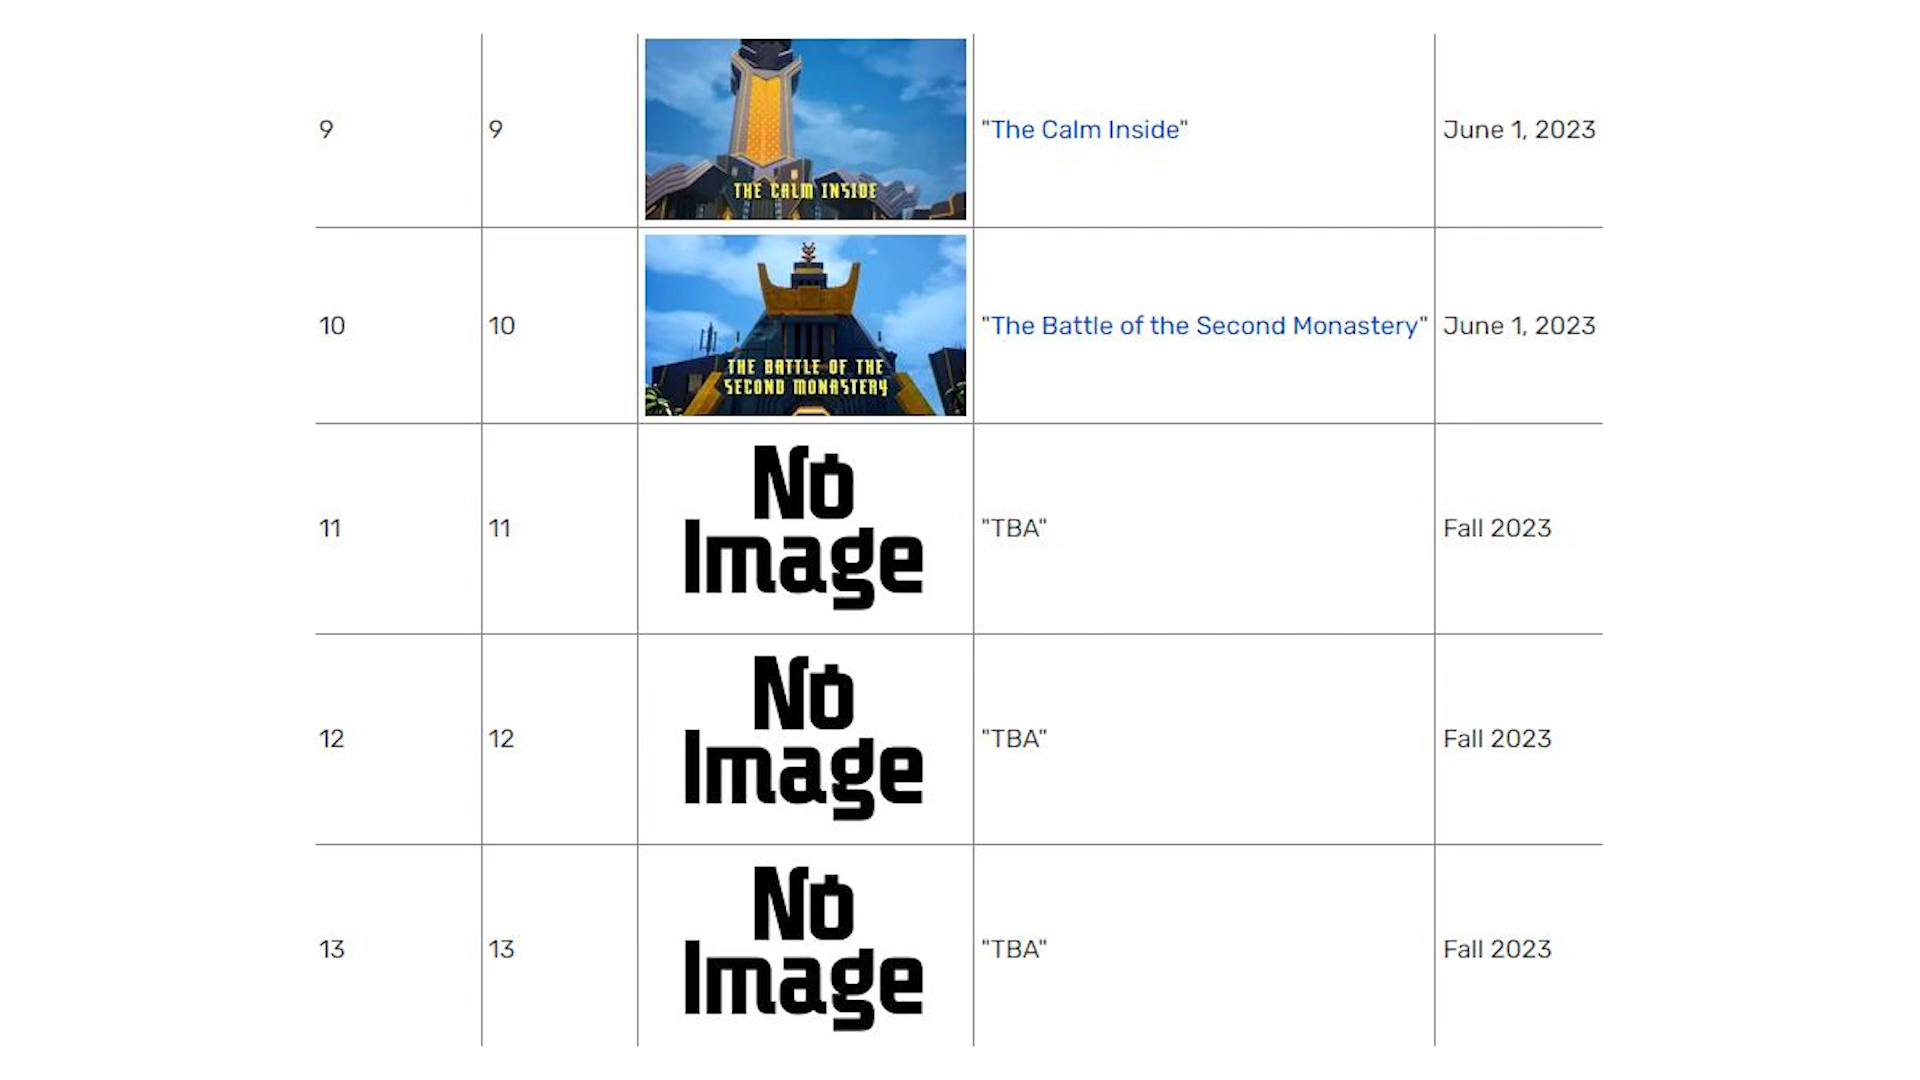 9
9
THE CALM INSIDE
"The Calm Inside"
June 1, 2023
10
10
THE BATTLE OF THE
SECOND MONASTERY
"The Battle of the Second Monastery"
June 1, 2023
11
11
No
Image
"TBA"
Fall 2023
12
12
No
Image
"TBA"
Fall 2023
13
13
No
Image
"TBA"
Fall 2023